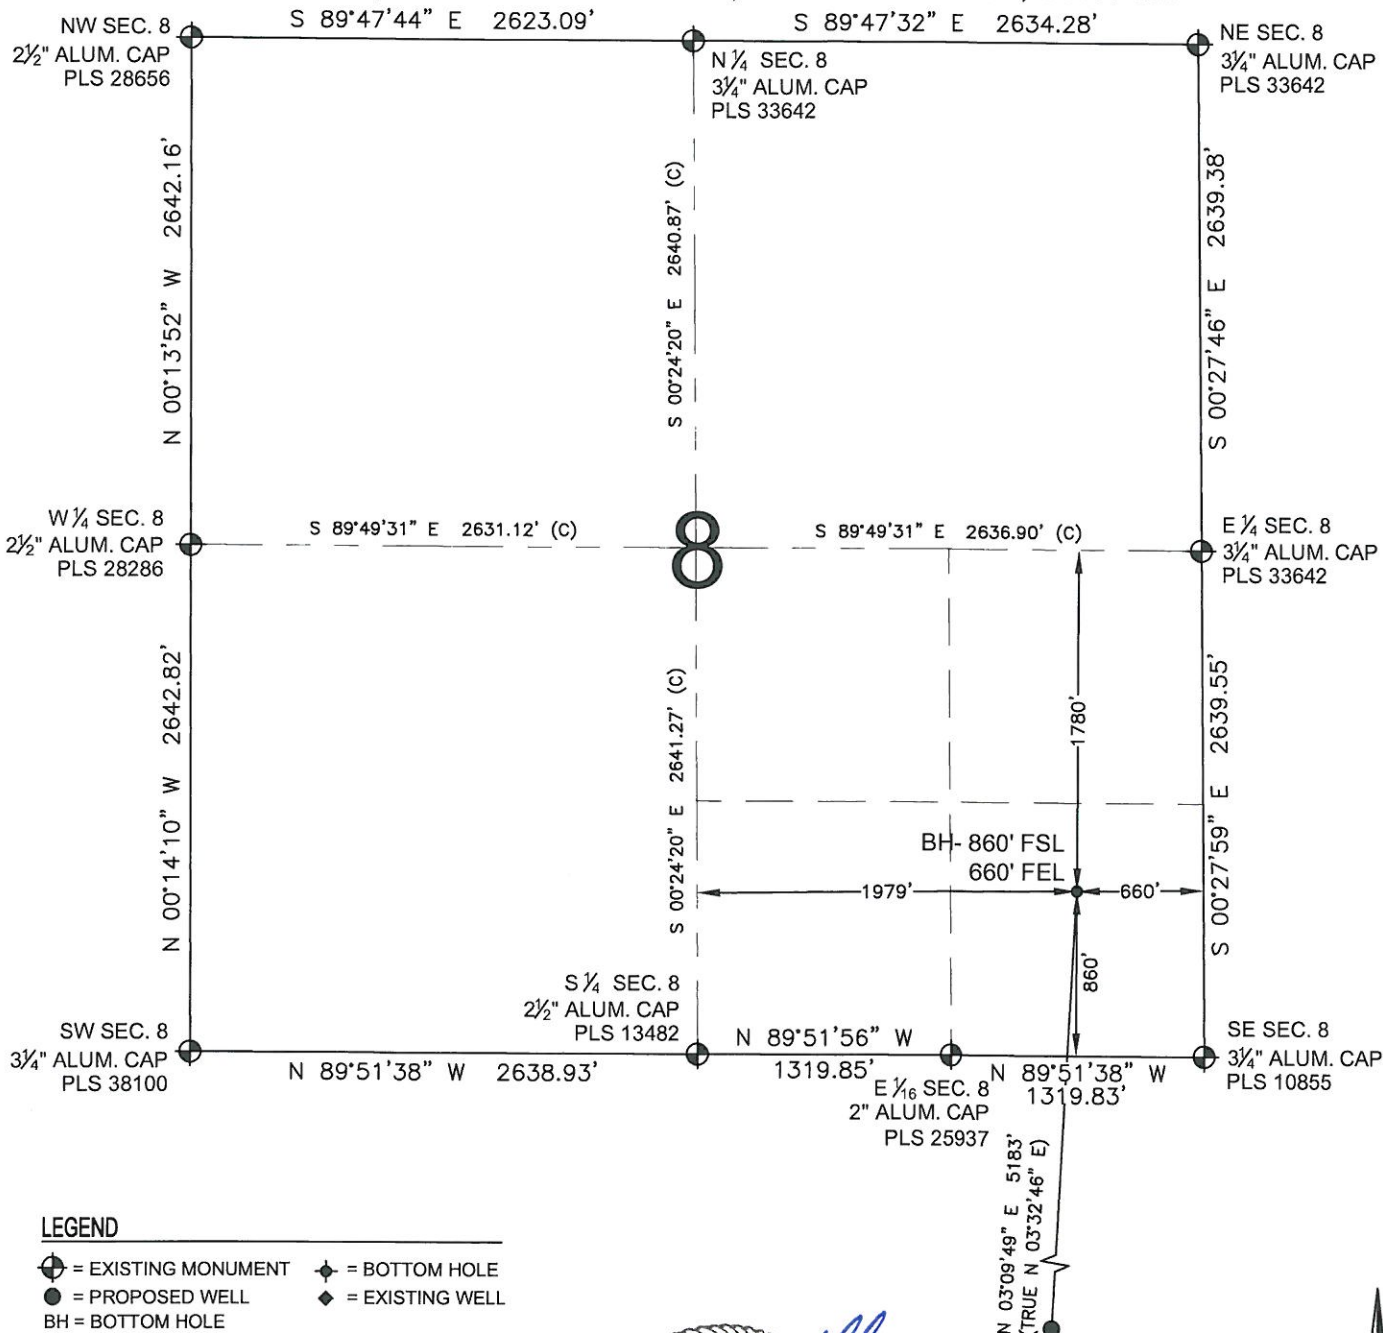 S 89°47'44" E 2623.09'
S 89°47'32" E 2634.28'
NW SEC. 8
2½" ALUM. CAP
PLS 28656
N ¼ SEC. 8
3¼" ALUM. CAP
PLS 33642
NE SEC. 8
3¼" ALUM. CAP
PLS 33642
N 00°13'52" W 2642.16'
S 00°24'20" E 2640.87' (C)
S 00°27'46" E 2639.38'
W ¼ SEC. 8
2½" ALUM. CAP
PLS 28286
S 89°49'31" E 2631.12' (C)
8
S 89°49'31" E 2636.90' (C)
E ¼ SEC. 8
3¼" ALUM. CAP
PLS 33642
N 00°14'10" W 2642.82'
S 00°24'20" E 2641.27' (C)
1780'
S 00°27'59" E 2639.55'
BH- 860' FSL
660' FEL
1979'
660'
860'
S ¼ SEC. 8
2½" ALUM. CAP
PLS 13482
SW SEC. 8
3¼" ALUM. CAP
PLS 38100
N 89°51'38" W 2638.93'
N 89°51'56" W
1319.85'
E 1⁄16 SEC. 8
2" ALUM. CAP
PLS 25937
N 89°51'38" W
1319.83'
SE SEC. 8
3¼" ALUM. CAP
PLS 10855
N 03°09'49" E 5183'
(TRUE N 03°32'46" E)
LEGEND
= EXISTING MONUMENT
= BOTTOM HOLE
= PROPOSED WELL
= EXISTING WELL
BH = BOTTOM HOLE